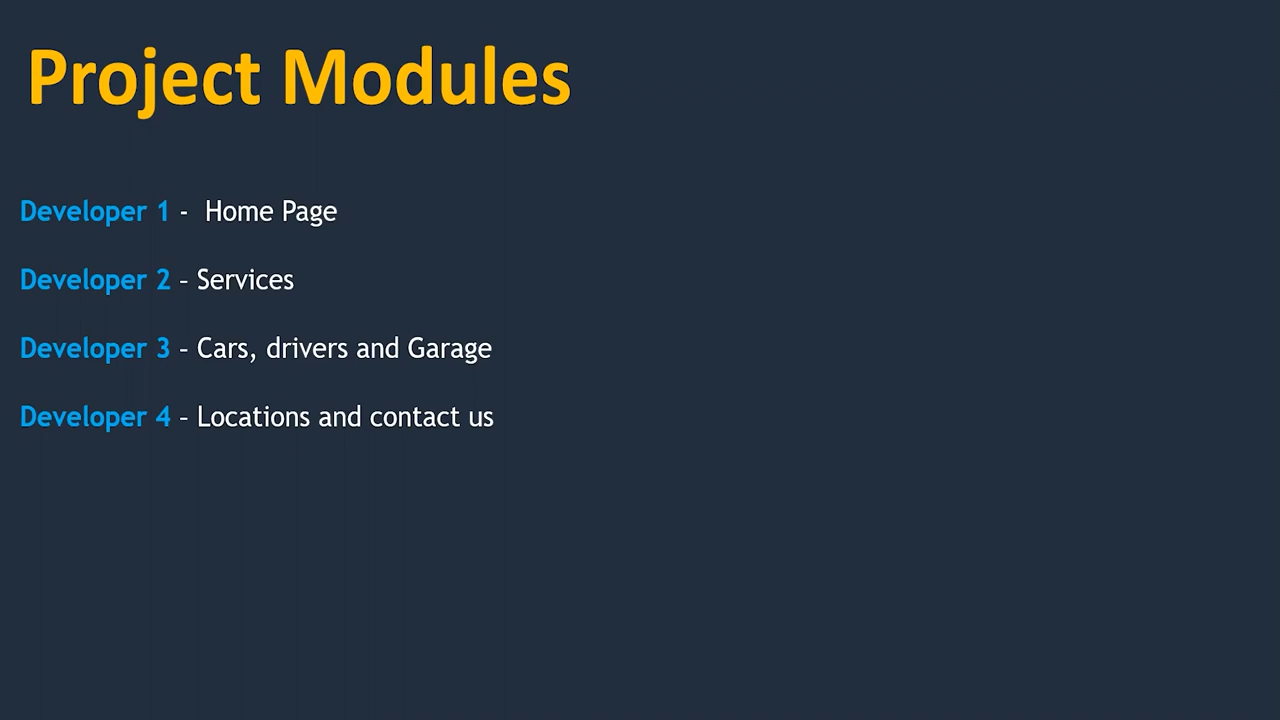 Project Modules
Developer 1 -  Home Page
Developer 2 – Services
Developer 3 – Cars, drivers and Garage
Developer 4 – Locations and contact us